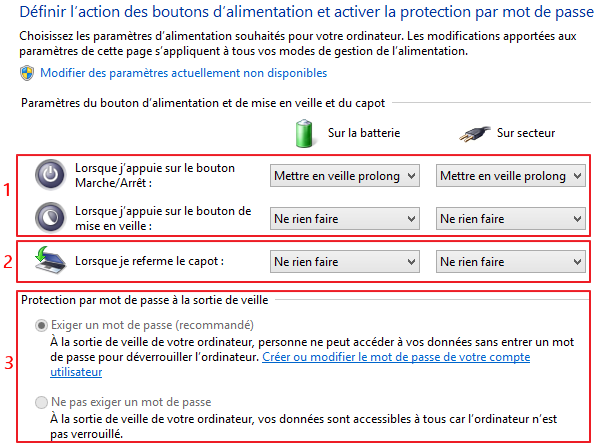 Définir l'action des boutons d'alimentation et activer la protection par mot de passe
Choisissez les paramètres d'alimentation souhaités pour votre ordinateur. Les modifications apportées aux
paramètres de cette page s'appliquent à tous vos modes de gestion de l'alimentation.
Modifier des paramètres actuellement non disponibles
Paramètres du bouton d'alimentation et de mise en veille et du capot
Sur la batterie Sur secteur
1
Lorsque j'appuie sur le bouton
Marche/Arrêt : Mettre en veille prolong Mettre en veille prolong
Lorsque j'appuie sur le bouton de
mise en veille : Ne rien faire Ne rien faire
2 Lorsque je referme le capot : Ne rien faire Ne rien faire
3
Protection par mot de passe à la sortie de veille
Exiger un mot de passe (recommandé)
À la sortie de veille de votre ordinateur, personne ne peut accéder à vos données sans entrer un mot
de passe pour déverrouiller l'ordinateur. Créer ou modifier le mot de passe de votre compte
utilisateur
Ne pas exiger un mot de passe
À la sortie de veille de votre ordinateur, vos données sont accessibles à tous car l'ordinateur n'est
pas verrouillé.